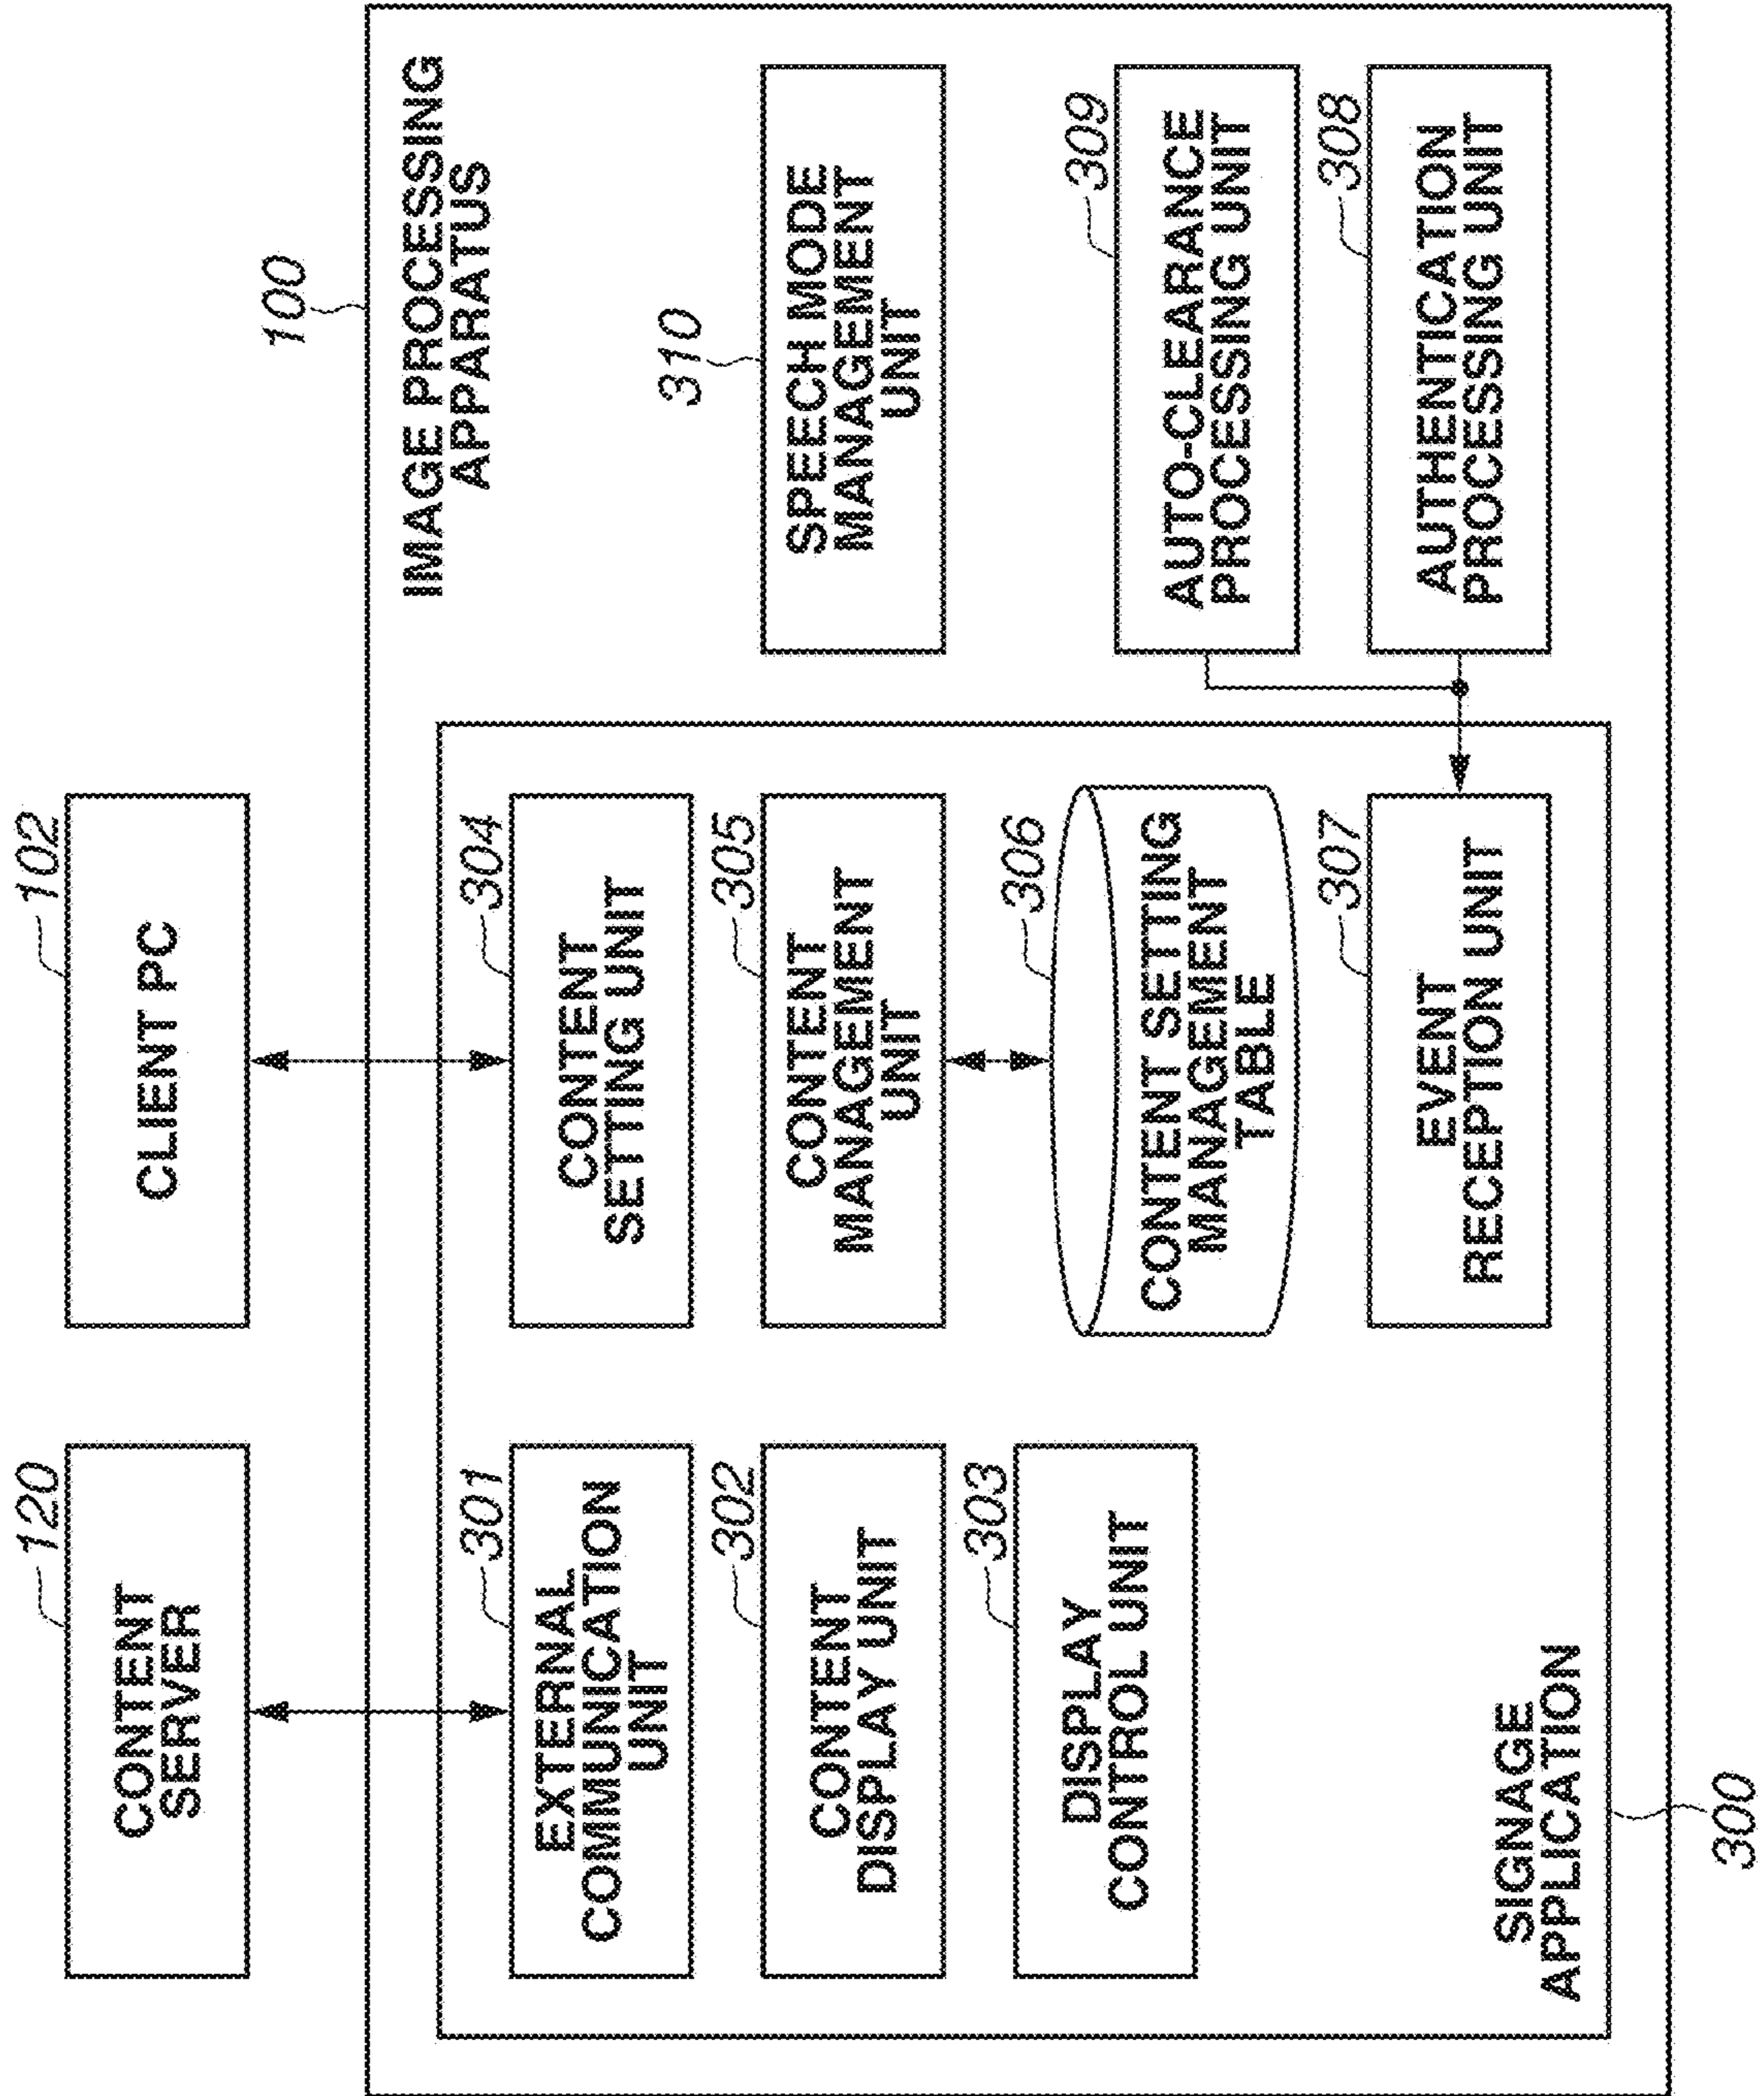 120
CONTENT
SERVER
102
CLIENT PC
100
IMAGE PROCESSING
APPARATUS
301
EXTERNAL
COMMUNICATION
UNIT
304
CONTENT
SETTING UNIT
302
CONTENT
DISPLAY UNIT
305
CONTENT
MANAGEMENT
UNIT
310
SPEECH MODE
MANAGEMENT
UNIT
303
DISPLAY
CONTROL UNIT
306
CONTENT SETTING
MANAGEMENT
TABLE
309
AUTO-CLEARANCE
PROCESSING UNIT
307
EVENT
RECEPTION UNIT
308
AUTHENTICATION
PROCESSING UNIT
SIGNAGE
APPLICATION
300